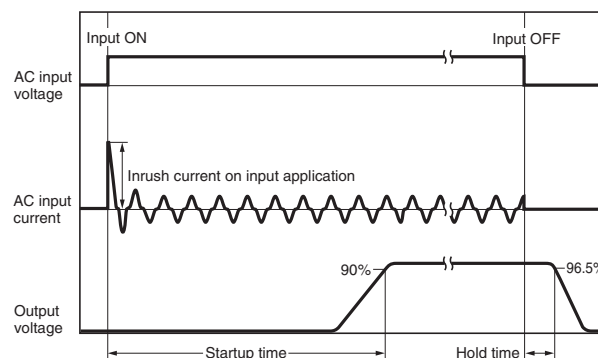 Input ON
Input OFF
AC input
voltage
Inrush current on input application
AC input
current
90%
96.5%
Output
voltage
Startup time
Hold time